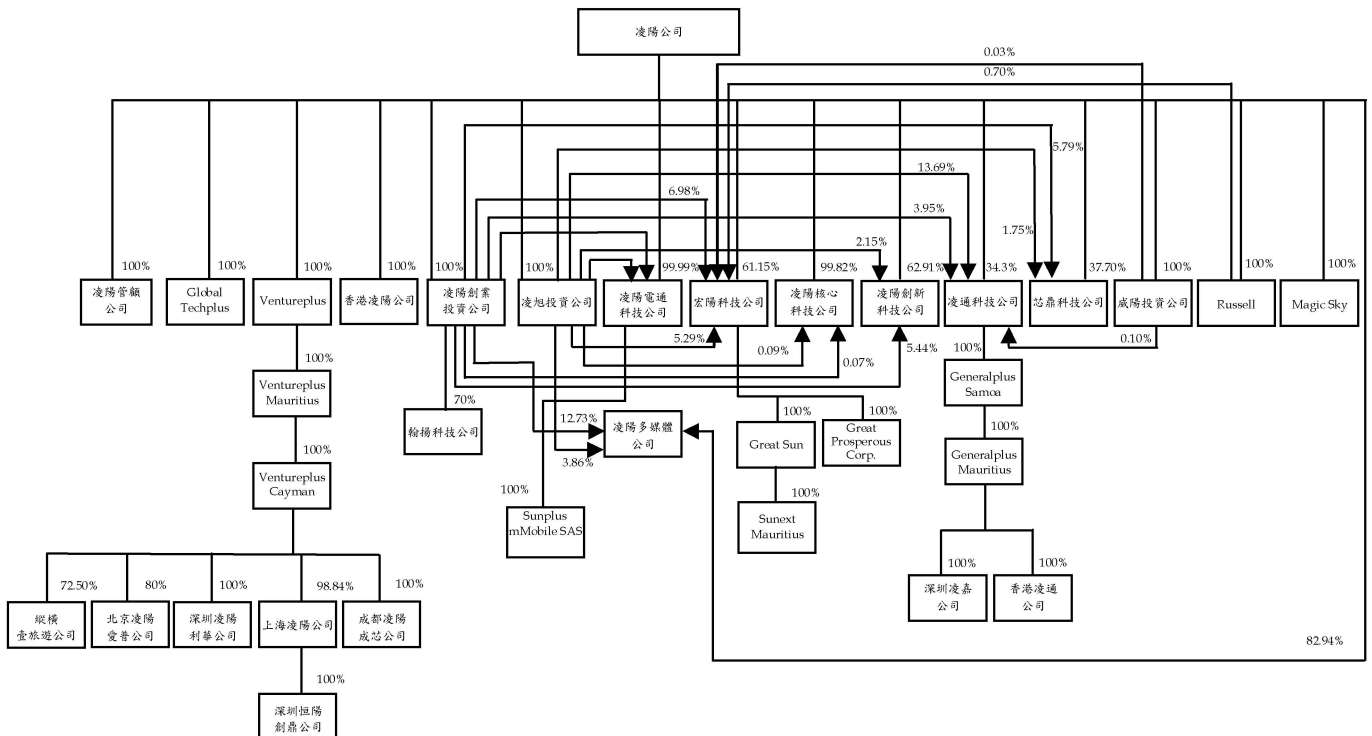 凌陽公司
0.03%
0.70%
5.79%
13.69%
6.98%
3.95%
1.75%
2.15%
100%
100%
100%
100%
100%
100%
99.99%
61.15%
99.82%
62.91%
34.3%
37.70%
100%
100%
100%
凌陽管顧
公司
Global
Techplus
Ventureplus
香港凌陽公司
凌陽創業
投資公司
凌旭投資公司
凌陽電通
科技公司
宏陽科技公司
凌陽核心
科技公司
凌陽創新
科技公司
凌通科技公司
芯鼎科技公司
威陽投資公司
Russell
Magic Sky
5.29%
0.09%
0.07%
5.44%
0.10%
100%
100%
Ventureplus
Mauritius
Generalplus
Samoa
70%
12.73%
100%
100%
100%
翰揚科技公司
凌陽多媒體
公司
Great Sun
Great
Prosperous
Corp.
Generalplus
Mauritius
100%
3.86%
Ventureplus
Cayman
100%
100%
Sunplus
mMobile SAS
Sunext
Mauritius
72.50%
80%
100%
98.84%
100%
100%
100%
縱橫
壹旅遊公司
北京凌陽
愛普公司
深圳凌陽
利華公司
上海凌陽公司
成都凌陽
成芯公司
深圳凌嘉
公司
香港凌通公
司
82.94%
100%
深圳恒陽
創鼎公司